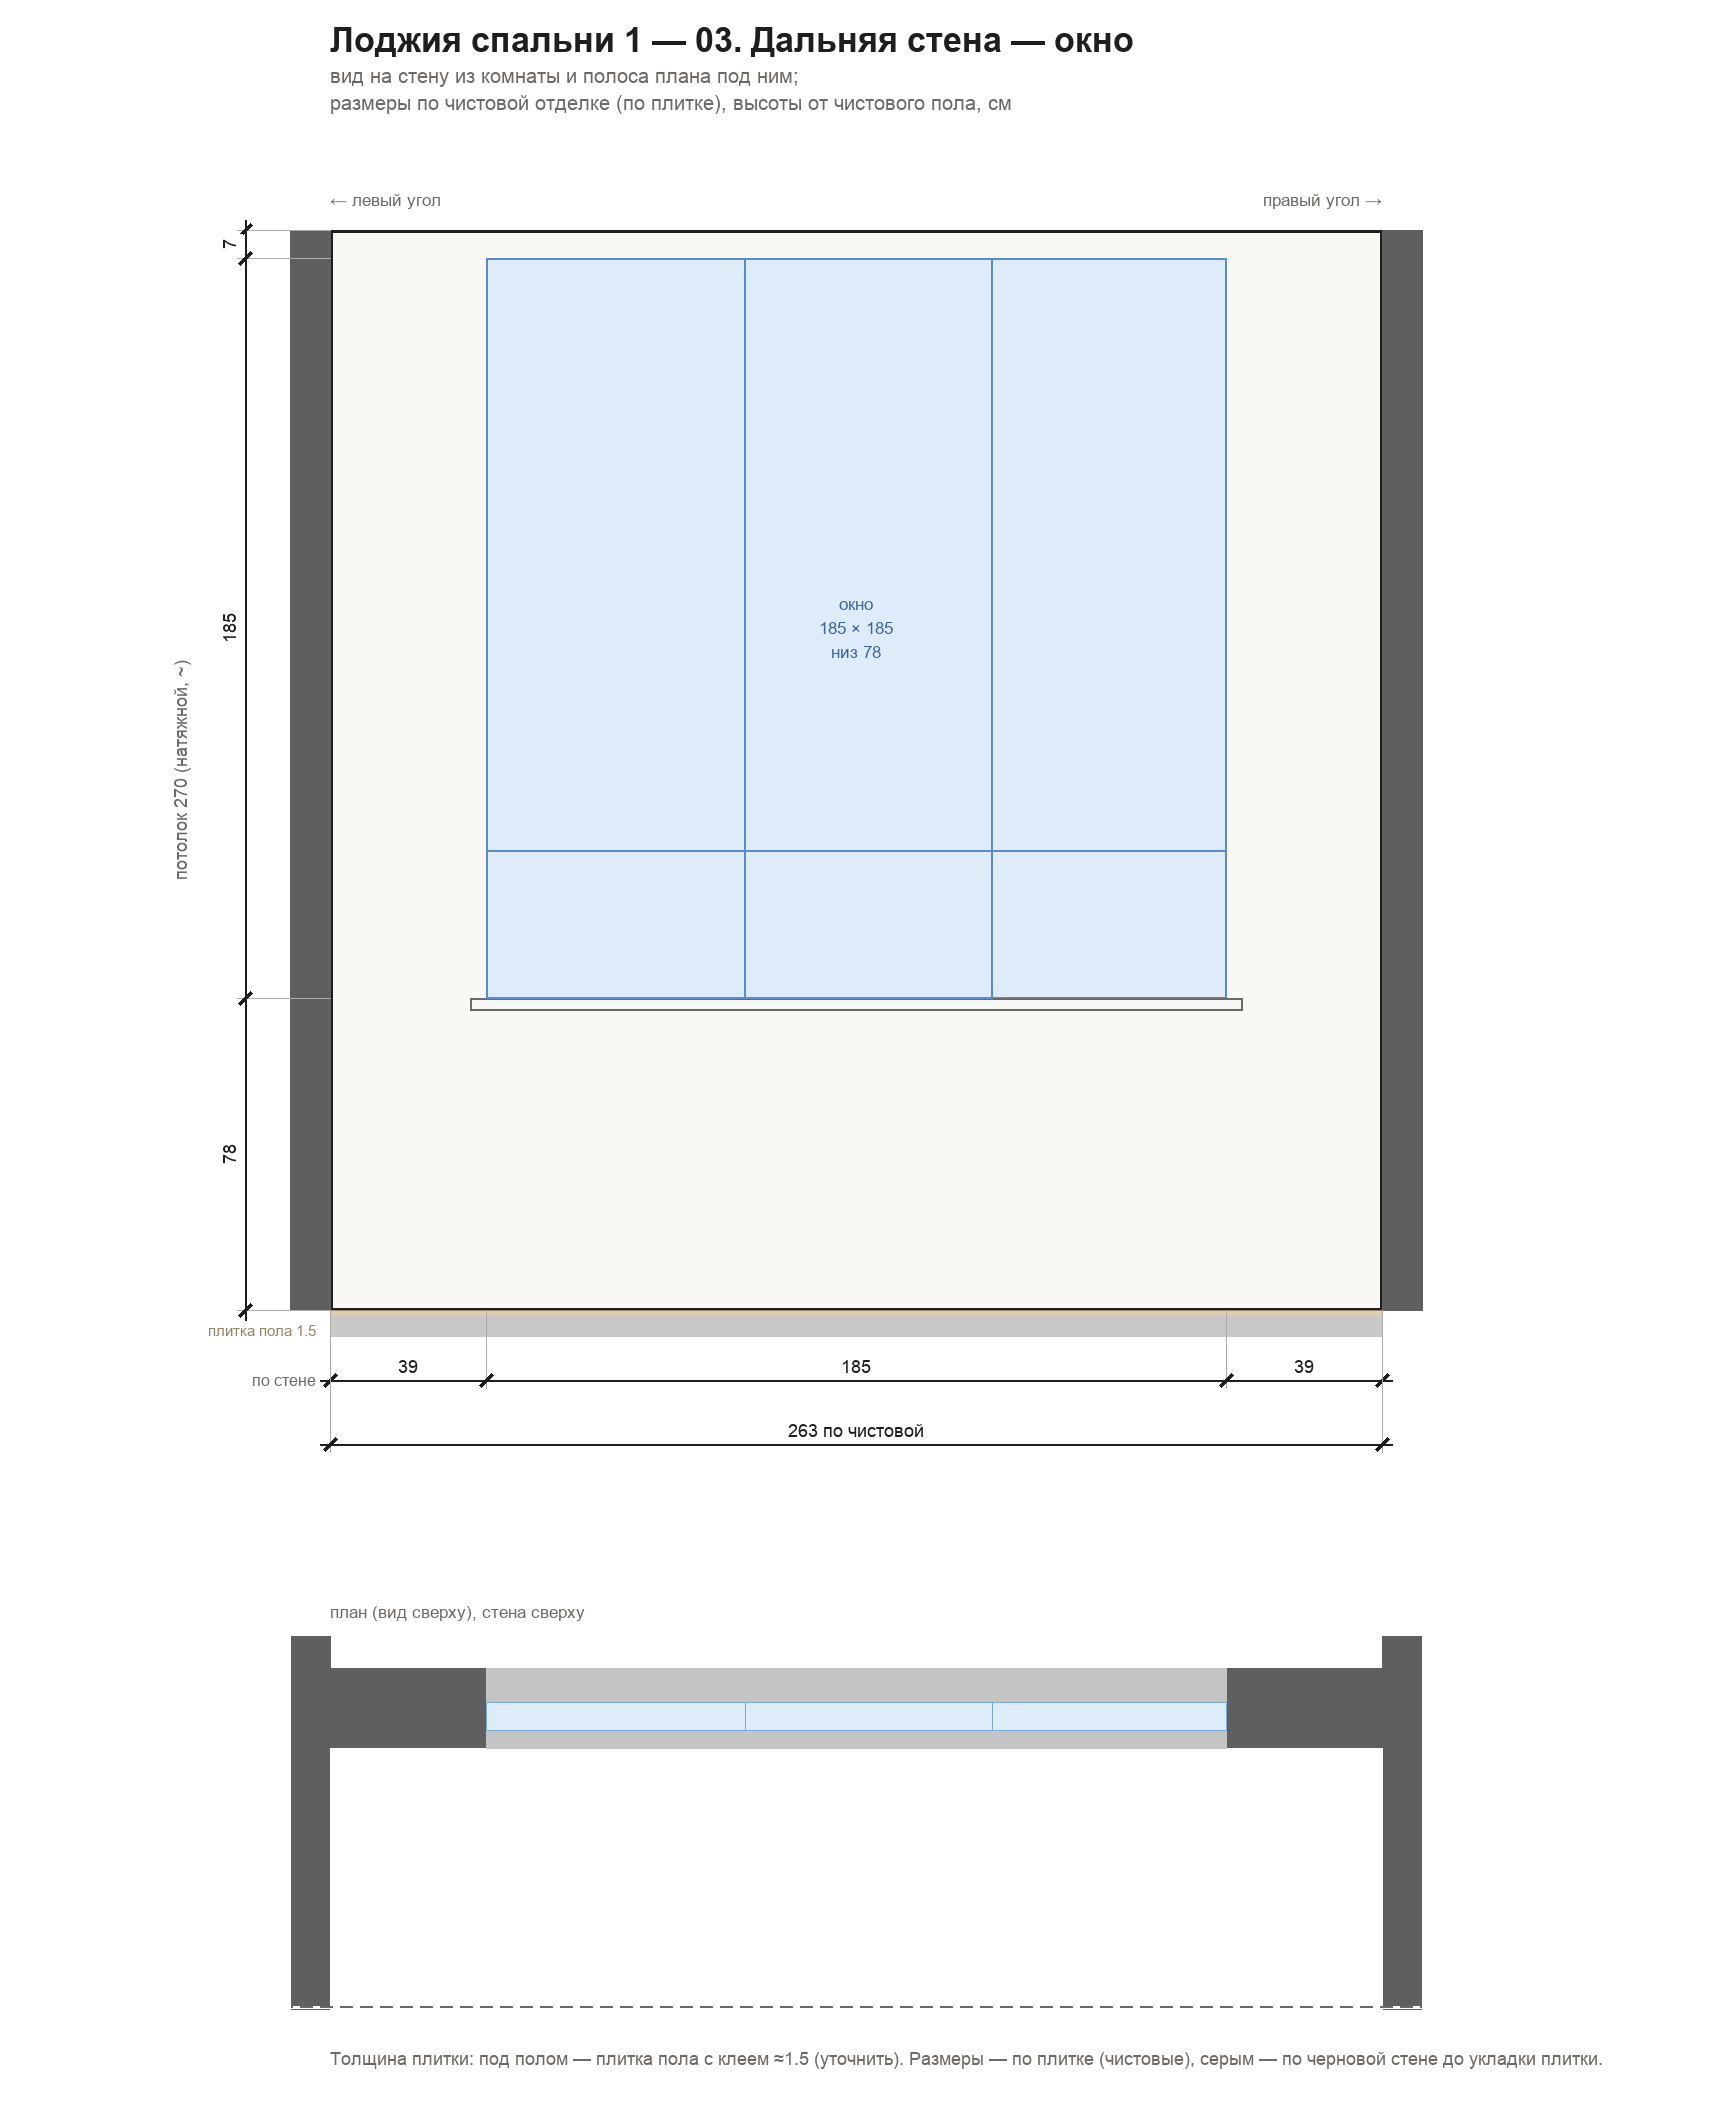 Лоджия спальни 1 — 03. Дальняя стена — окно
вид на стену из комнаты и полоса плана под ним;
размеры по чистовой отделке (по плитке), высоты от чистового пола, см
← левый угол
правый угол →
7
185
потолок 270 (натяжной, ~)
окно
185 × 185
низ 78
78
плитка пола 1.5
по стене
39
185
39
263 по чистовой
план (вид сверху), стена сверху
Толщина плитки: под полом — плитка пола с клеем ≈1.5 (уточнить). Размеры — по плитке (чистовые), серым — по черновой стене до укладки плитки.